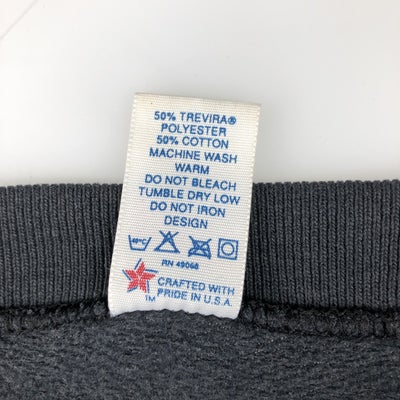 50% TREVIRA®
POLYESTER
50% COTTON
MACHINE WASH
WARM
DO NOT BLEACH
TUMBLE DRY LOW
DO NOT IRON
DESIGN
40°C
RN 49068
CRAFTED WITH
PRIDE IN U.S.A.
TM